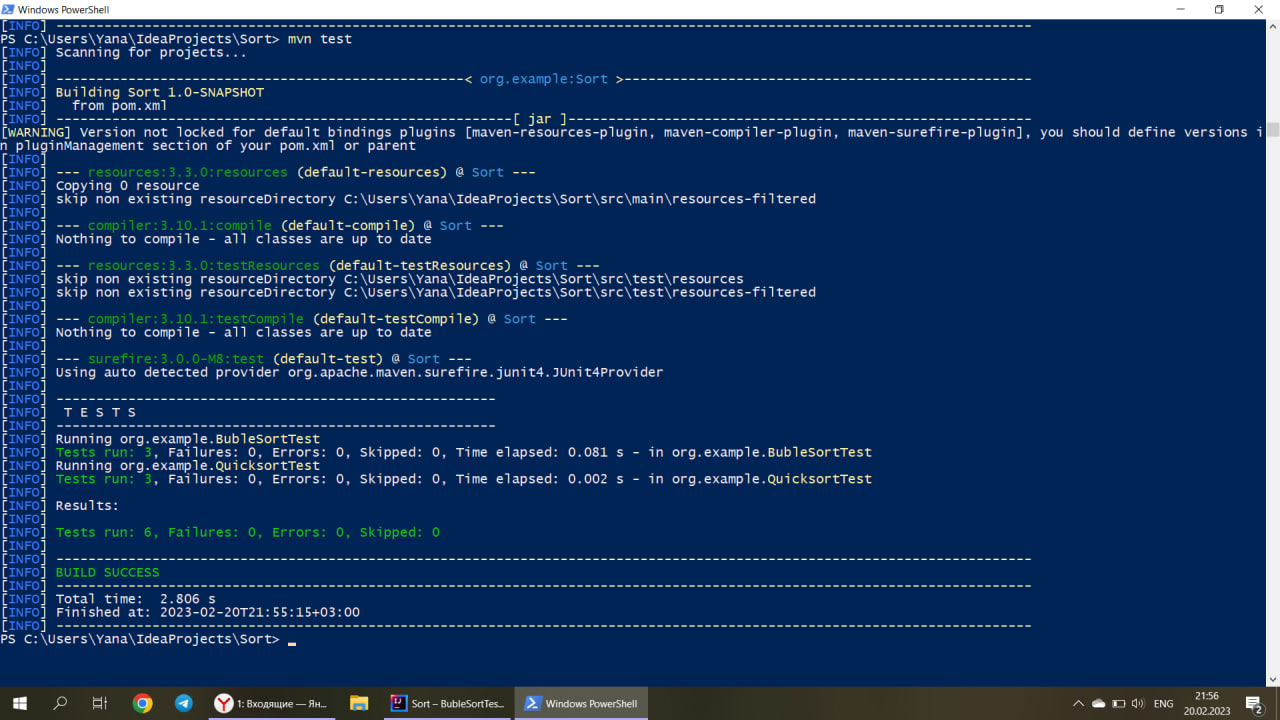 Windows PowerShell
[INFO] ------------------------------------------------------------------------
PS C:\Users\Yana\IdeaProjects\Sort> mvn test
[INFO] Scanning for projects...
[INFO]
[INFO] --------------------------< org.example:Sort >--------------------------
[INFO] Building Sort 1.0-SNAPSHOT
[INFO]   from pom.xml
[INFO] --------------------------------[ jar ]---------------------------------
[WARNING] Version not locked for default bindings plugins [maven-resources-plugin, maven-compiler-plugin, maven-surefire-plugin], you should define versions i
n pluginManagement section of your pom.xml or parent
[INFO]
[INFO] --- resources:3.3.0:resources (default-resources) @ Sort ---
[INFO] Copying 0 resource
[INFO] skip non existing resourceDirectory C:\Users\Yana\IdeaProjects\Sort\src\main\resources-filtered
[INFO]
[INFO] --- compiler:3.10.1:compile (default-compile) @ Sort ---
[INFO] Nothing to compile - all classes are up to date
[INFO]
[INFO] --- resources:3.3.0:testResources (default-testResources) @ Sort ---
[INFO] skip non existing resourceDirectory C:\Users\Yana\IdeaProjects\Sort\src\test\resources
[INFO] skip non existing resourceDirectory C:\Users\Yana\IdeaProjects\Sort\src\test\resources-filtered
[INFO]
[INFO] --- compiler:3.10.1:testCompile (default-testCompile) @ Sort ---
[INFO] Nothing to compile - all classes are up to date
[INFO]
[INFO] --- surefire:3.0.0-M8:test (default-test) @ Sort ---
[INFO] Using auto detected provider org.apache.maven.surefire.junit4.JUnit4Provider
[INFO]
[INFO] -------------------------------------------------------
[INFO]  T E S T S
[INFO] -------------------------------------------------------
[INFO] Running org.example.BubleSortTest
[INFO] Tests run: 3, Failures: 0, Errors: 0, Skipped: 0, Time elapsed: 0.081 s - in org.example.BubleSortTest
[INFO] Running org.example.QuicksortTest
[INFO] Tests run: 3, Failures: 0, Errors: 0, Skipped: 0, Time elapsed: 0.002 s - in org.example.QuicksortTest
[INFO]
[INFO] Results:
[INFO]
[INFO] Tests run: 6, Failures: 0, Errors: 0, Skipped: 0
[INFO]
[INFO] ------------------------------------------------------------------------
[INFO] BUILD SUCCESS
[INFO] ------------------------------------------------------------------------
[INFO] Total time:  2.806 s
[INFO] Finished at: 2023-02-20T21:55:15+03:00
[INFO] ------------------------------------------------------------------------
PS C:\Users\Yana\IdeaProjects\Sort>
1: Входящие — Ян...
Sort – BubleSortTes...
Windows PowerShell
ENG
21:56
20.02.2023
2